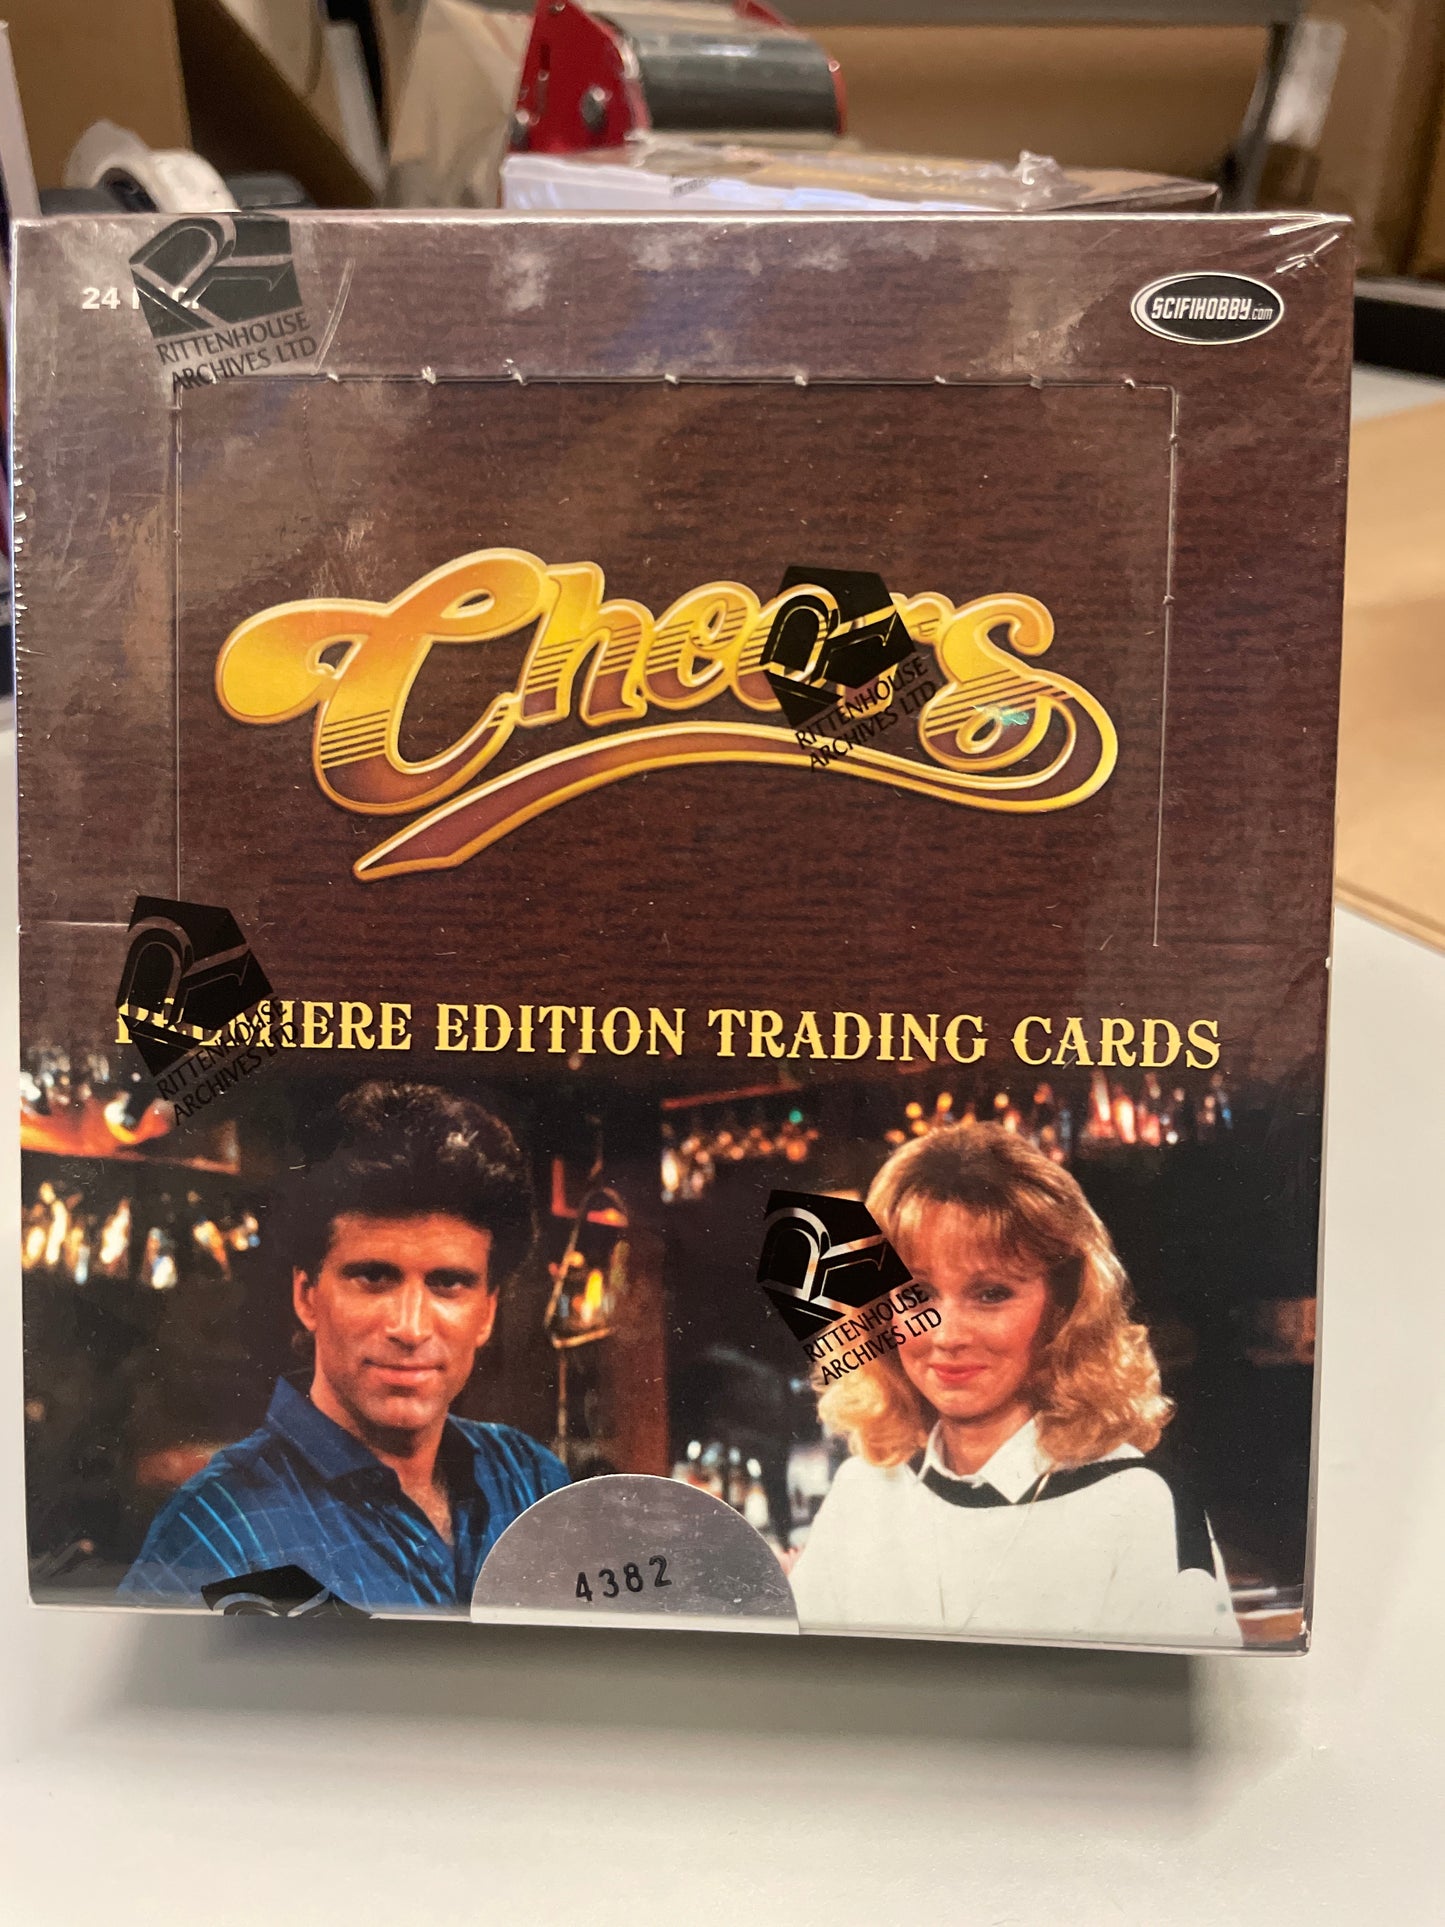 24
RITTENHOUSE
ARCHIVES LTD
SCIFIHOBBY.com
Cheers
RITTENHOUSE
ARCHIVES LTD
PREMIERE EDITION TRADING CARDS
RITTENHOUSE
ARCHIVES LTD
RITTENHOUSE
ARCHIVES LTD
4382